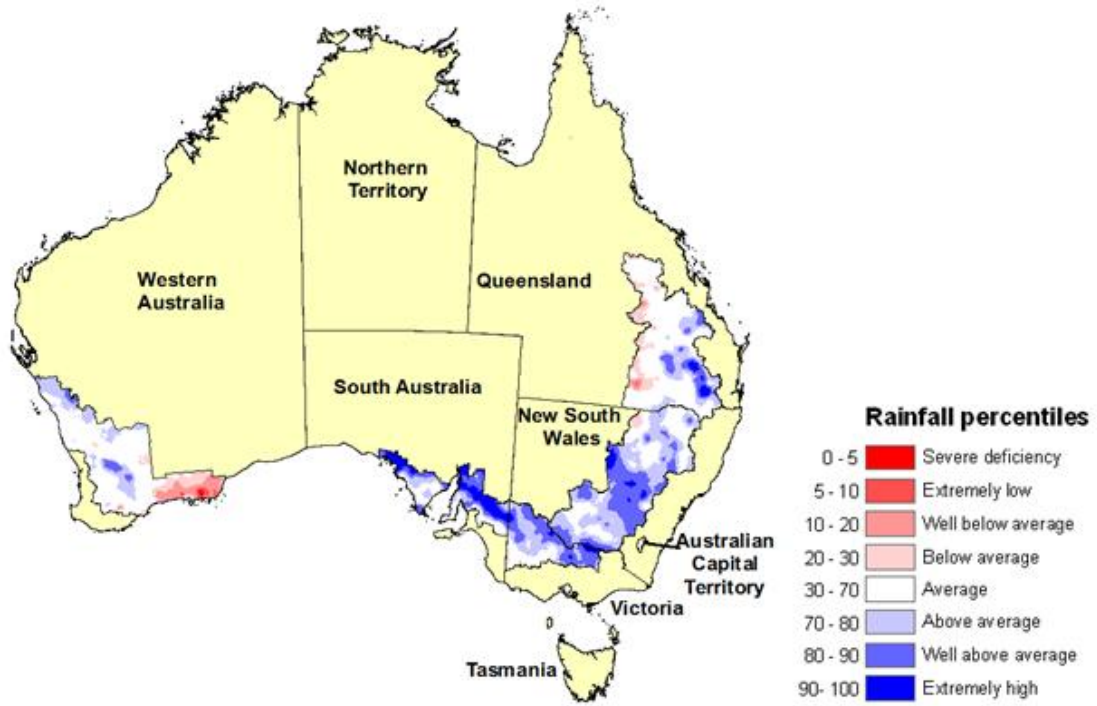 Northern
Territory
Western
Australia
Queensland
South Australia
New South
Wales
Australian
Capital
Territory
Victoria
Tasmania
Rainfall percentiles
0 - 5 Severe deficiency
5 - 10 Extremely low
10 - 20 Well below average
20 - 30 Below average
30 - 70 Average
70 - 80 Above average
80 - 90 Well above average
90- 100 Extremely high